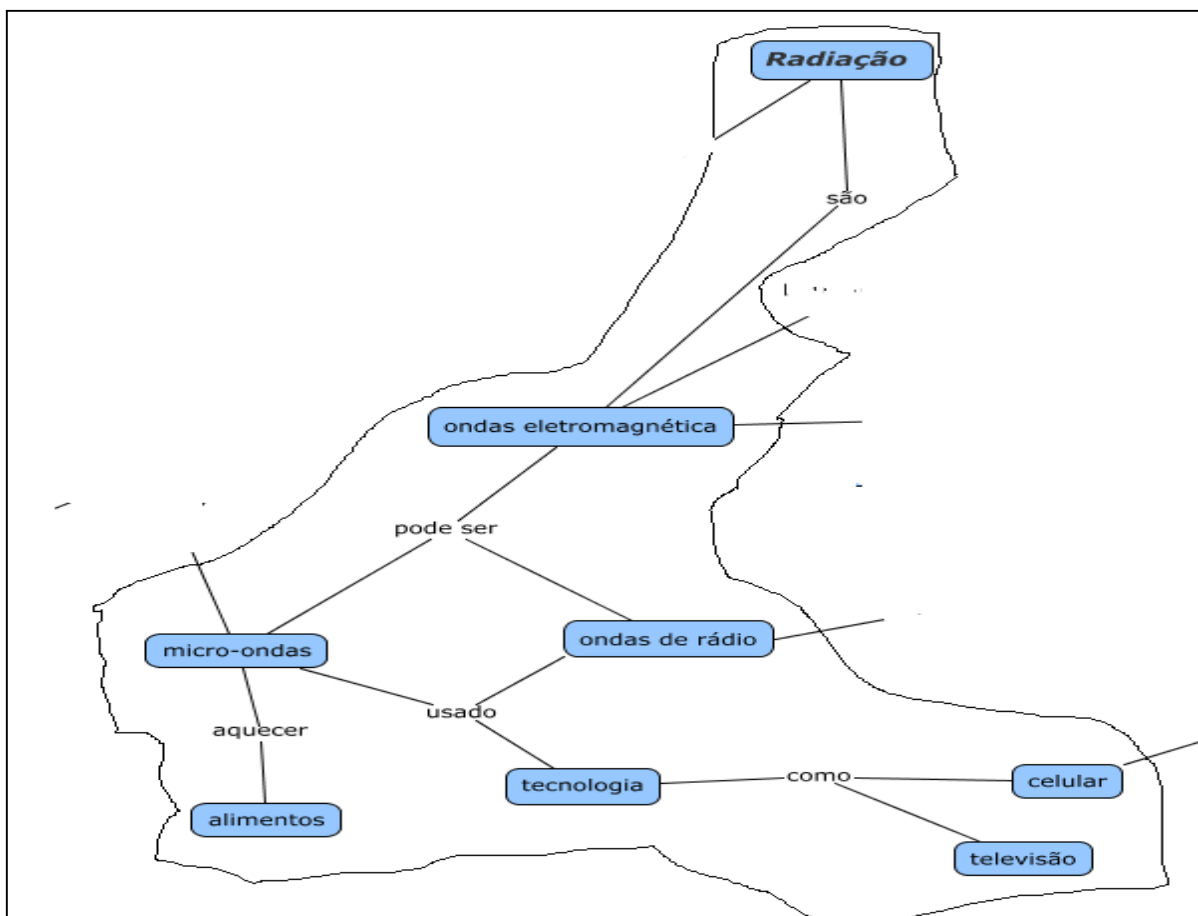 Radiação
são
ondas eletromagnética
pode ser
micro-ondas
ondas de rádio
aquecer
usado
alimentos
tecnologia
como
celular
televisão